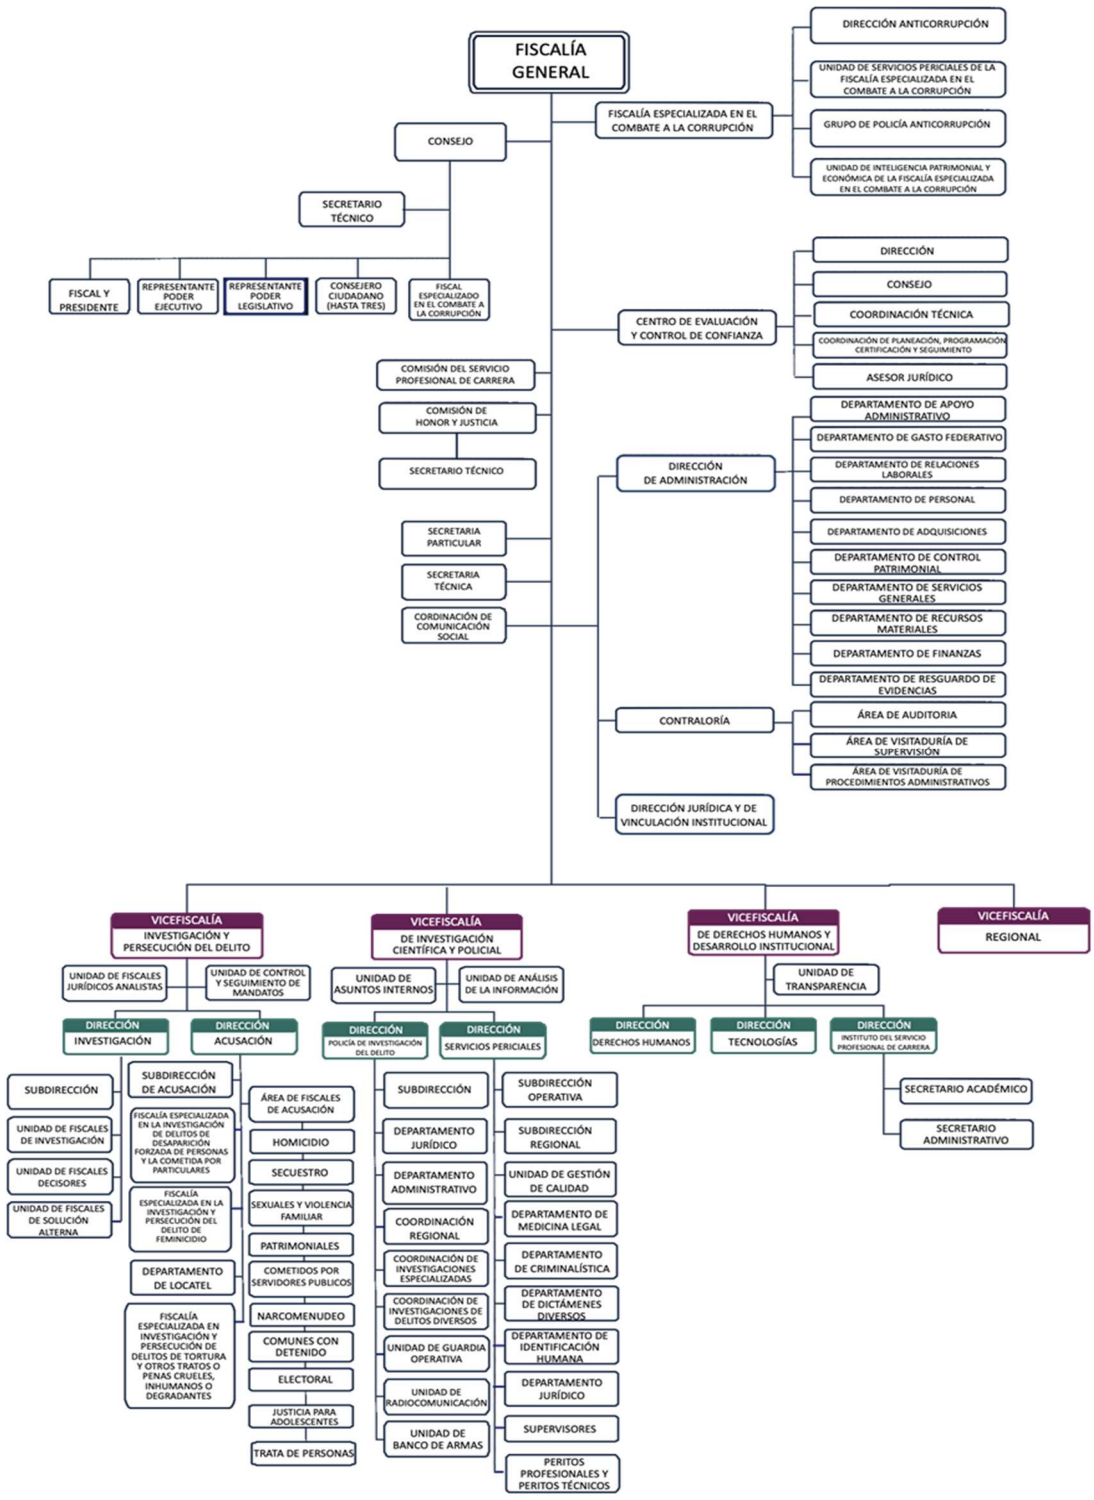 FISCALÍA
GENERAL
FISCALÍA ESPECIALIZADA EN EL
COMBATE A LA CORRUPCIÓN
DIRECCIÓN ANTICORRUPCIÓN
UNIDAD DE SERVICIOS PERICIALES DE LA
FISCALÍA ESPECIALIZADA EN EL
COMBATE A LA CORRUPCIÓN
GRUPO DE POLICÍA ANTICORRUPCIÓN
UNIDAD DE INTELIGENCIA PATRIMONIAL Y
ECONÓMICA DE LA FISCALÍA ESPECIALIZADA
EN EL COMBATE A LA CORRUPCIÓN
CONSEJO
SECRETARIO
TÉCNICO
FISCAL Y
PRESIDENTE
REPRESENTANTE
PODER
EJECUTIVO
REPRESENTANTE
PODER
LEGISLATIVO
CONSEJERO
CIUDADANO
(HASTA TRES)
FISCAL
ESPECIALIZADO
EN EL COMBATE A
LA CORRUPCIÓN
CENTRO DE EVALUACIÓN
Y CONTROL DE CONFIANZA
DIRECCIÓN
CONSEJO
COORDINACIÓN TÉCNICA
COORDINACIÓN DE PLANEACIÓN, PROGRAMACIÓN
CERTIFICACIÓN Y SEGUIMIENTO
ASESOR JURÍDICO
COMISIÓN DEL SERVICIO
PROFESIONAL DE CARRERA
COMISIÓN DE
HONOR Y JUSTICIA
SECRETARIO TÉCNICO
DIRECCIÓN
DE ADMINISTRACIÓN
DEPARTAMENTO DE APOYO
ADMINISTRATIVO
DEPARTAMENTO DE GASTO FEDERATIVO
DEPARTAMENTO DE RELACIONES
LABORALES
DEPARTAMENTO DE PERSONAL
DEPARTAMENTO DE ADQUISICIONES
DEPARTAMENTO DE CONTROL
PATRIMONIAL
DEPARTAMENTO DE SERVICIOS
GENERALES
DEPARTAMENTO DE RECURSOS
MATERIALES
DEPARTAMENTO DE FINANZAS
DEPARTAMENTO DE RESGUARDO DE
EVIDENCIAS
SECRETARIA
PARTICULAR
SECRETARIA
TÉCNICA
CORDINACIÓN DE
COMUNICACIÓN
SOCIAL
CONTRALORÍA
ÁREA DE AUDITORIA
ÁREA DE VISITADURÍA DE
SUPERVISIÓN
ÁREA DE VISITADURÍA DE
PROCEDIMIENTOS ADMINISTRATIVOS
DIRECCIÓN JURÍDICA Y DE
VINCULACIÓN INSTITUCIONAL
VICEFISCALÍA
INVESTIGACIÓN Y
PERSECUCIÓN DEL DELITO
UNIDAD DE FISCALES
JURÍDICOS ANALISTAS
UNIDAD DE CONTROL
Y SEGUIMIENTO DE
MANDATOS
DIRECCIÓN
INVESTIGACIÓN
SUBDIRECCIÓN
UNIDAD DE FISCALES
DE INVESTIGACIÓN
UNIDAD DE FISCALES
DECISORES
UNIDAD DE FISCALES
DE SOLUCIÓN
ALTERNA
DIRECCIÓN
ACUSACIÓN
SUBDIRECCIÓN
DE ACUSACIÓN
FISCALÍA ESPECIALIZADA
EN LA INVESTIGACIÓN
DE DELITOS DE
DESAPARICIÓN
FORZADA DE PERSONAS
Y LA COMETIDA POR
PARTICULARES
FISCALÍA
ESPECIALIZADA EN LA
INVESTIGACIÓN Y
PERSECUCIÓN DEL
DELITO DE
FEMINICIDIO
DEPARTAMENTO
DE LOCATEL
FISCALÍA
ESPECIALIZADA EN
INVESTIGACIÓN Y
PERSECUCIÓN DE
DELITOS DE TORTURA
Y OTROS TRATOS O
PENAS CRUELES,
INHUMANOS O
DEGRADANTES
ÁREA DE FISCALES
DE ACUSACIÓN
HOMICIDIO
SECUESTRO
SEXUALES Y VIOLENCIA
FAMILIAR
PATRIMONIALES
COMETIDOS POR
SERVIDORES PUBLICOS
NARCOMENUDEO
COMUNES CON
DETENIDO
ELECTORAL
JUSTICIA PARA
ADOLESCENTES
TRATA DE PERSONAS
VICEFISCALÍA
DE INVESTIGACIÓN
CIENTÍFICA Y POLICIAL
UNIDAD DE
ASUNTOS INTERNOS
UNIDAD DE ANÁLISIS
DE LA INFORMACIÓN
DIRECCIÓN
POLICÍA DE INVESTIGACIÓN
DEL DELITO
SUBDIRECCIÓN
DEPARTAMENTO
JURÍDICO
DEPARTAMENTO
ADMINISTRATIVO
COORDINACIÓN
REGIONAL
COORDINACIÓN DE
INVESTIGACIONES
ESPECIALIZADAS
COORDINACIÓN DE
INVESTIGACIONES DE
DELITOS DIVERSOS
UNIDAD DE GUARDIA
OPERATIVA
UNIDAD DE
RADIOCOMUNICACIÓN
UNIDAD DE
BANCO DE ARMAS
DIRECCIÓN
SERVICIOS PERICIALES
SUBDIRECCIÓN
OPERATIVA
SUBDIRECCIÓN
REGIONAL
UNIDAD DE GESTIÓN
DE CALIDAD
DEPARTAMENTO DE
MEDICINA LEGAL
DEPARTAMENTO
DE CRIMINALÍSTICA
DEPARTAMENTO
DE DICTÁMENES
DIVERSOS
DEPARTAMENTO DE
IDENTIFICACIÓN
HUMANA
DEPARTAMENTO
JURÍDICO
SUPERVISORES
PERITOS
PROFESIONALES Y
PERITOS TÉCNICOS
VICEFISCALÍA
DE DERECHOS HUMANOS Y
DESARROLLO INSTITUCIONAL
UNIDAD DE
TRANSPARENCIA
DIRECCIÓN
DERECHOS HUMANOS
DIRECCIÓN
TECNOLOGÍAS
DIRECCIÓN
INSTITUTO DEL SERVICIO
PROFESIONAL DE CARRERA
SECRETARIO ACADÉMICO
SECRETARIO
ADMINISTRATIVO
VICEFISCALÍA
REGIONAL